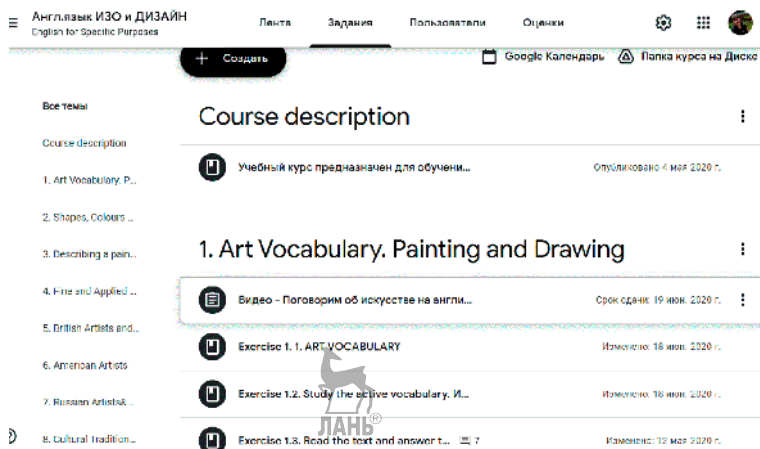 Англ.язык ИЗО и ДИЗАЙН
English for Specific Purposes
Лента
Задания
Пользователи
Оценки
+ Создать
Google Календарь
Папка курса на Диске
Все темы
Course description
1. Art Vocabulary. P...
2. Shapes, Colours ...
3. Describing a pain...
4. Fine and Applied ...
5. British Artists and...
6. American Artists
7. Russian Artists&...
8. Cultural Tradition...
Course description
Учебный курс предназначен для обучени...
Опубликовано 4 мая 2020 г.
1. Art Vocabulary. Painting and Drawing
Видео - Поговорим об искусстве на англи...
Срок сдачи: 19 июн. 2020 г.
Exercise 1. 1. ART VOCABULARY
Изменено: 18 июн. 2020 г.
Exercise 1.2. Study the active vocabulary. И...
Изменено: 18 июн. 2020 г.
Exercise 1.3. Read the text and answer t... 7
Изменено: 12 мая 2020 г.
ЛАНЬ®